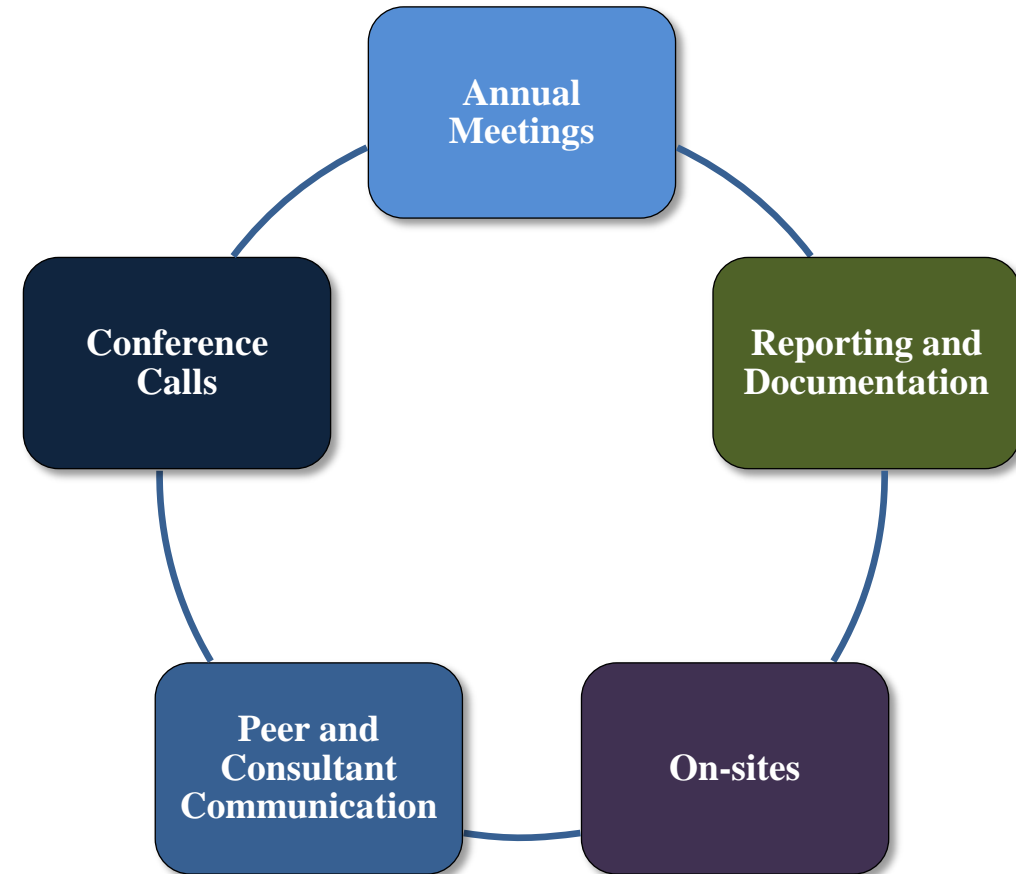 Annual
Meetings
Reporting and
Documentation
On-sites
Peer and
Consultant
Communication
Conference
Calls